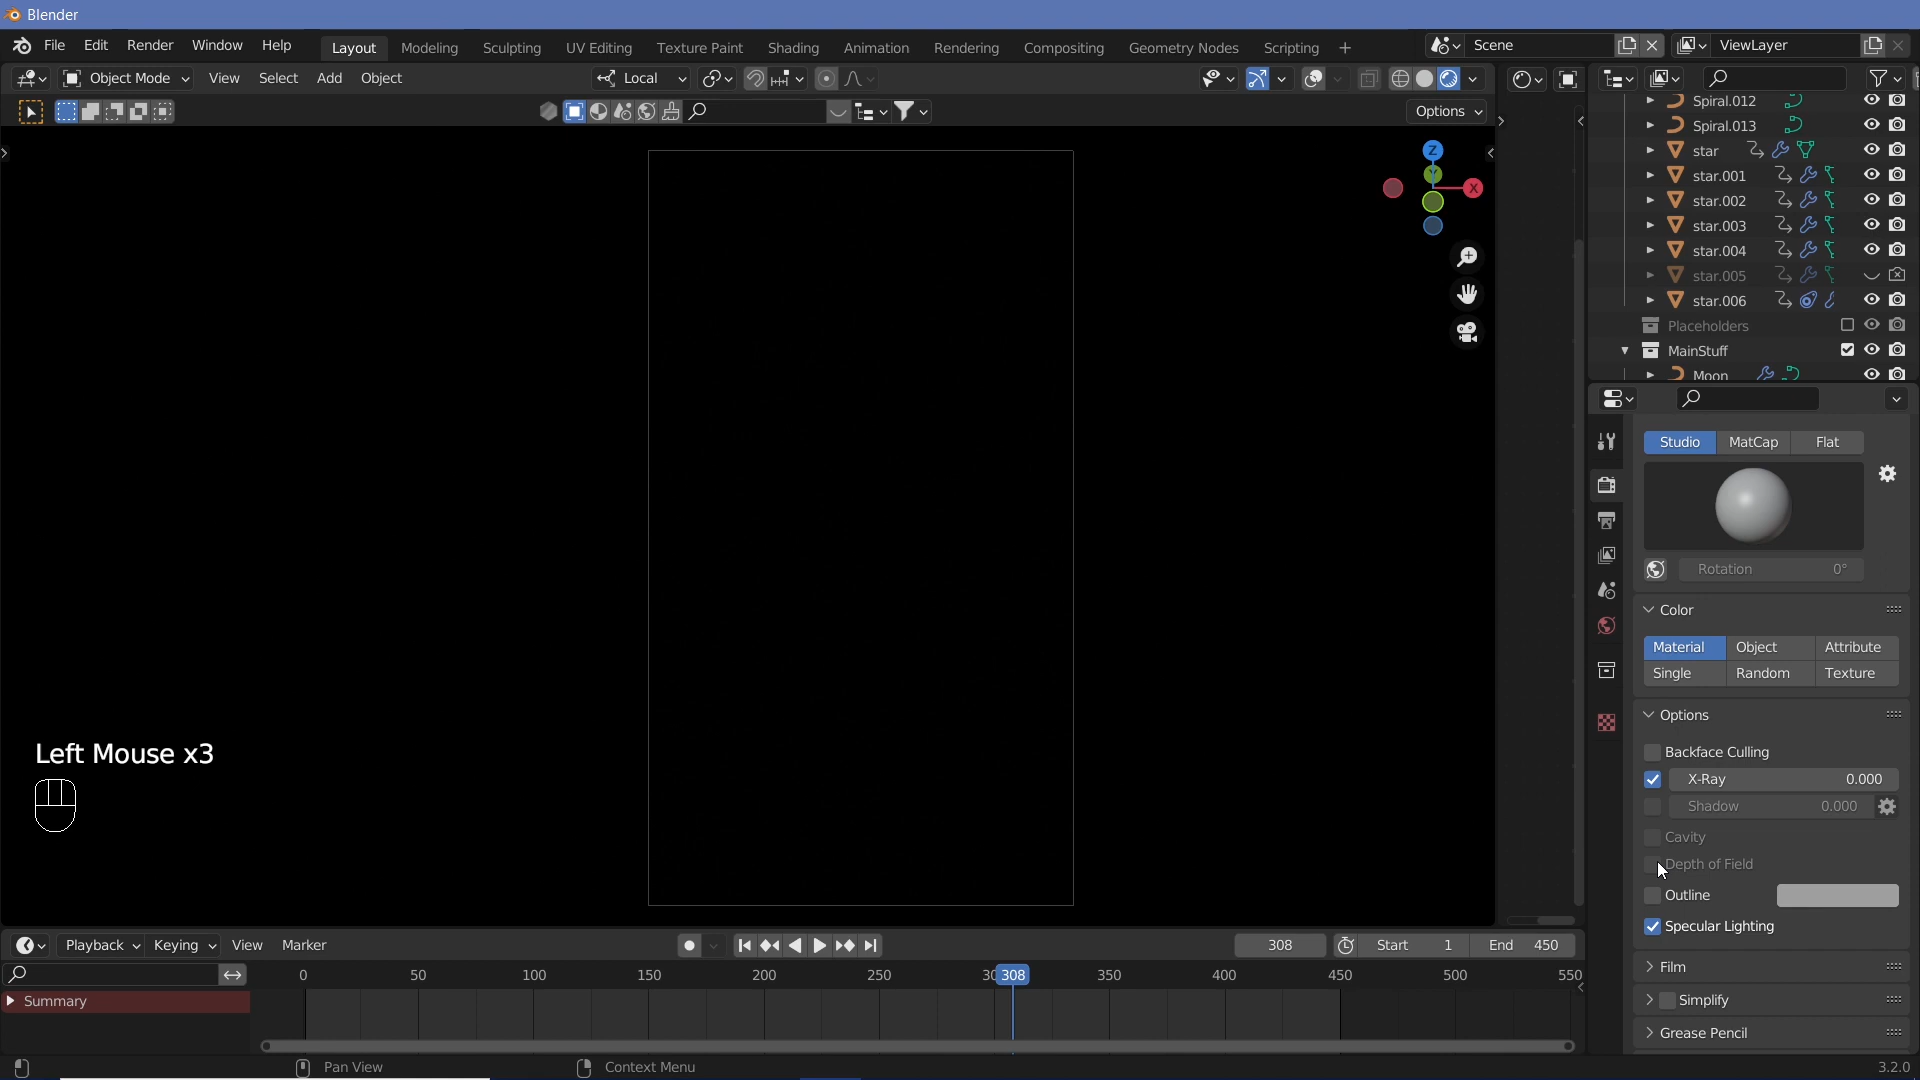 Blender
File Edit Render Window Help Layout Modeling Sculpting UV Editing Texture Paint Shading Animation Rendering Compositing Geometry Nodes Scripting + Scene ViewLayer
Object Mode View Select Add Object Local
Options
Spiral.012
Spiral.013
star
star.001
star.002
star.003
star.004
star.005
star.006
Placeholders
MainStuff
Moon
Z
X
Studio MatCap Flat
Rotation 0°
Color
Material Object Attribute
Single Random Texture
Options
Backface Culling
X-Ray 0.000
Shadow 0.000
Cavity
Depth of Field
Outline
Specular Lighting
Film
Simplify
Grease Pencil
Left Mouse x3
Playback Keying View Marker 308 Start 1 End 450
0 50 100 150 200 250 308 350 400 450 500 550
Summary
Pan View Context Menu 3.2.0